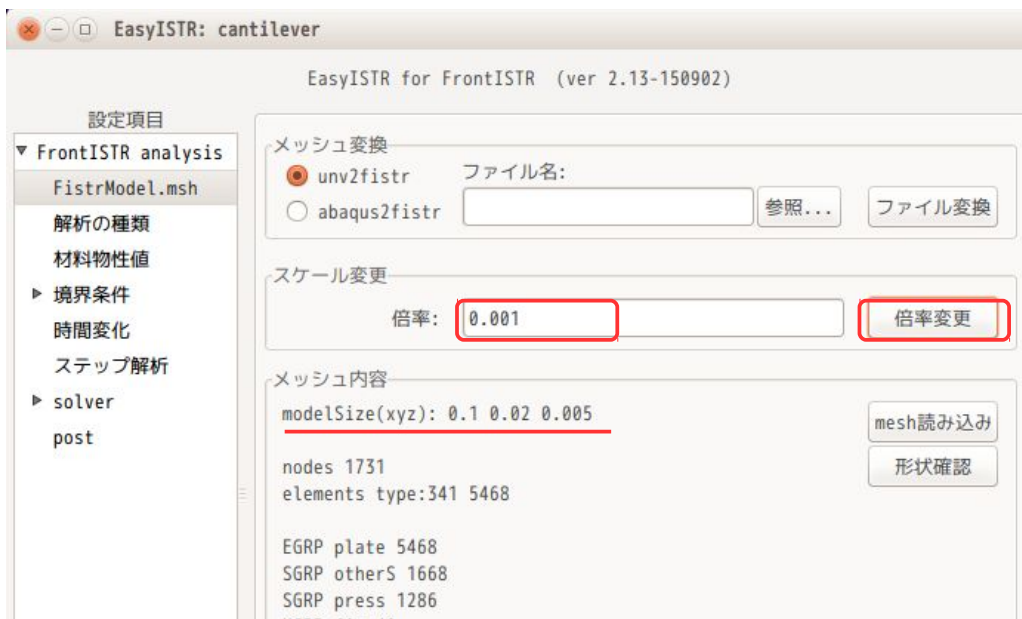 EasyISTR: cantilever
EasyISTR for FrontISTR (ver 2.13-150902)
設定項目
FrontISTR analysis
FistrModel.msh
解析の種類
材料物性値
境界条件
時間変化
ステップ解析
solver
post
メッシュ変換
unv2fistr
ファイル名:
abaqus2fistr
参照...
ファイル変換
スケール変更
倍率:
0.001
倍率変更
メッシュ内容
modelSize(xyz): 0.1 0.02 0.005
mesh読み込み
形状確認
nodes 1731
elements type:341 5468
EGRP plate 5468
SGRP otherS 1668
SGRP press 1286